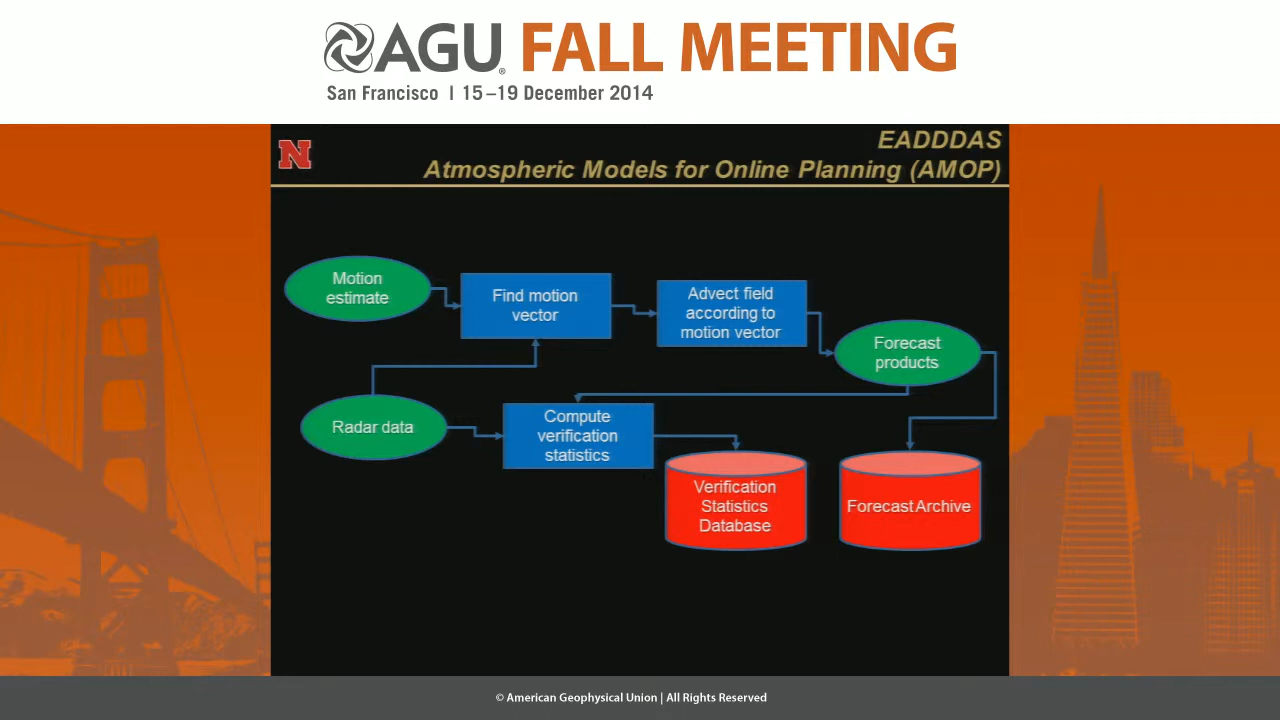 AGU® FALL MEETING
San Francisco | 15–19 December 2014
N
EADDDAS
Atmospheric Models for Online Planning (AMOP)
Motion
estimate
Find motion
vector
Advect field
according to
motion vector
Forecast
products
Radar data
Compute
verification
statistics
Verification
Statistics
Database
Forecast Archive
© American Geophysical Union | All Rights Reserved